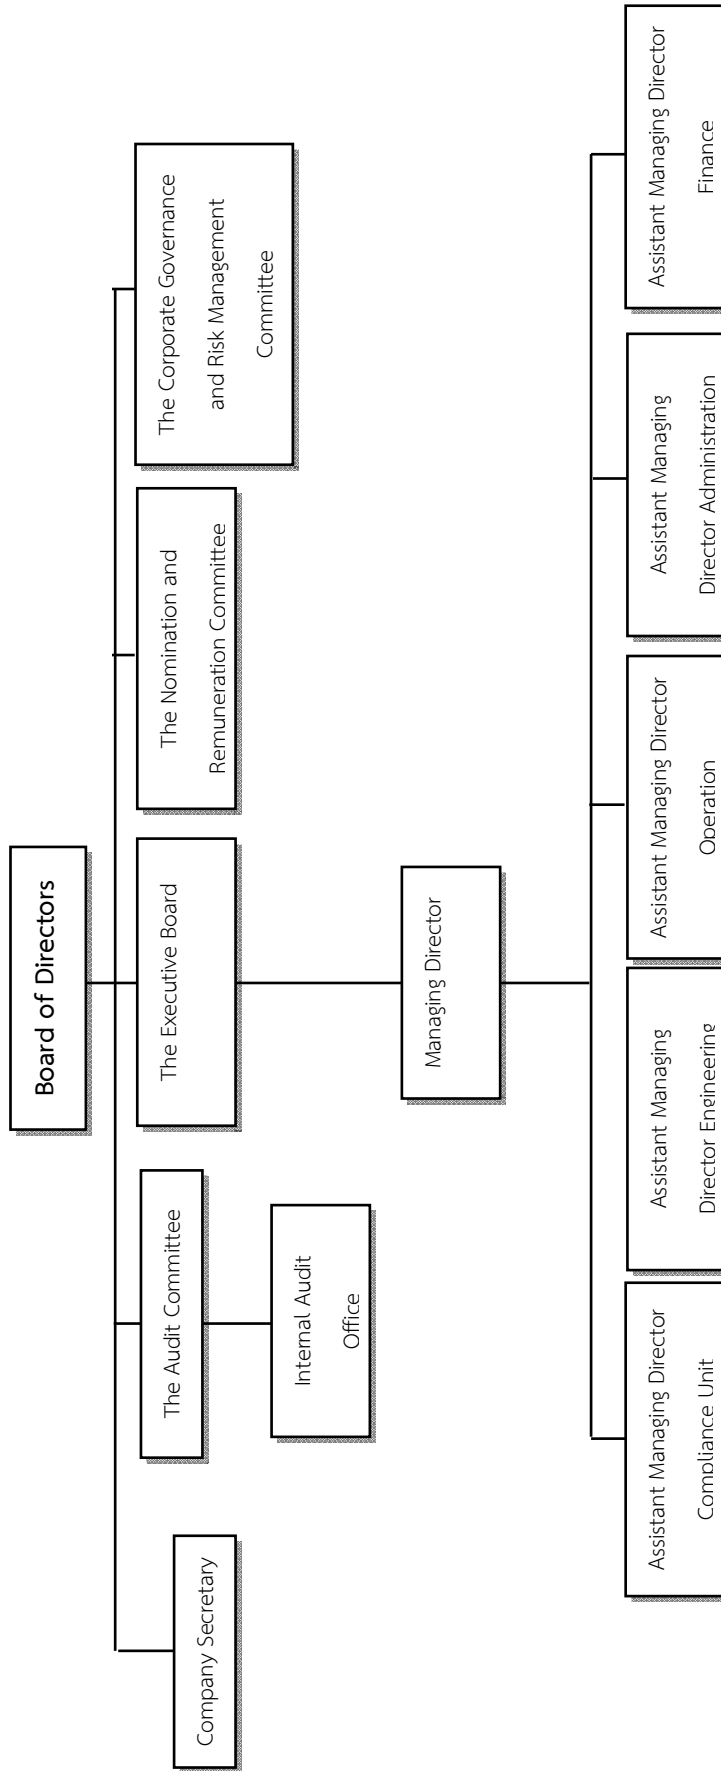 Board of Directors
Company Secretary
The Audit Committee
The Executive Board
The Nomination and
Remuneration Committee
The Corporate Governance
and Risk Management
Committee
Internal Audit
Office
Managing Director
Assistant Managing Director
Compliance Unit
Assistant Managing
Director Engineering
Assistant Managing Director
Operation
Assistant Managing
Director Administration
Assistant Managing Director
Finance